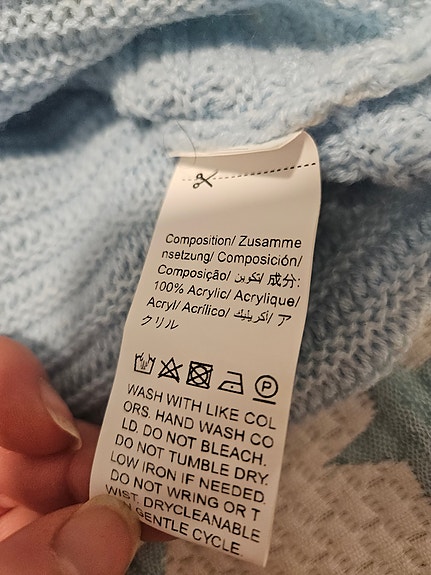 Composition/ Zusamme
nsetzung/ Composición/
Composição/ تكوين/ 成分:
100% Acrylic/ Acrylique/
Acryl/ Acrílico/ أكريليك/ ア
クリル
P
WASH WITH LIKE COL
ORS. HAND WASH CO
LD. DO NOT BLEACH.
DO NOT TUMBLE DRY.
LOW IRON IF NEEDED.
DO NOT WRING OR T
WIST. DRYCLEANABLE
GENTLE CYCLE.